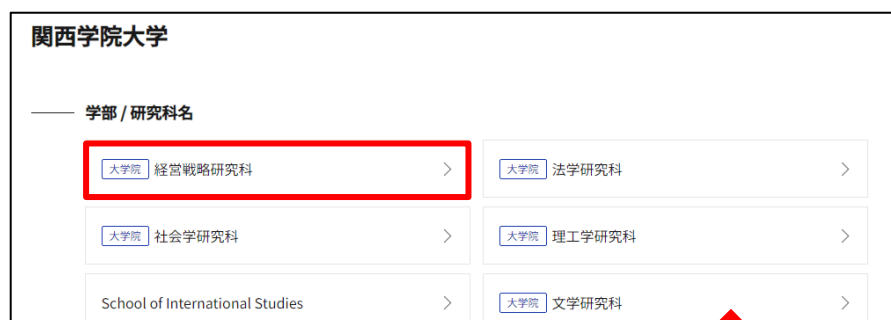 関西学院大学
学部 / 研究科名
大学院 経営戦略研究科
大学院 法学研究科
大学院 社会学研究科
大学院 理工学研究科
School of International Studies
大学院 文学研究科